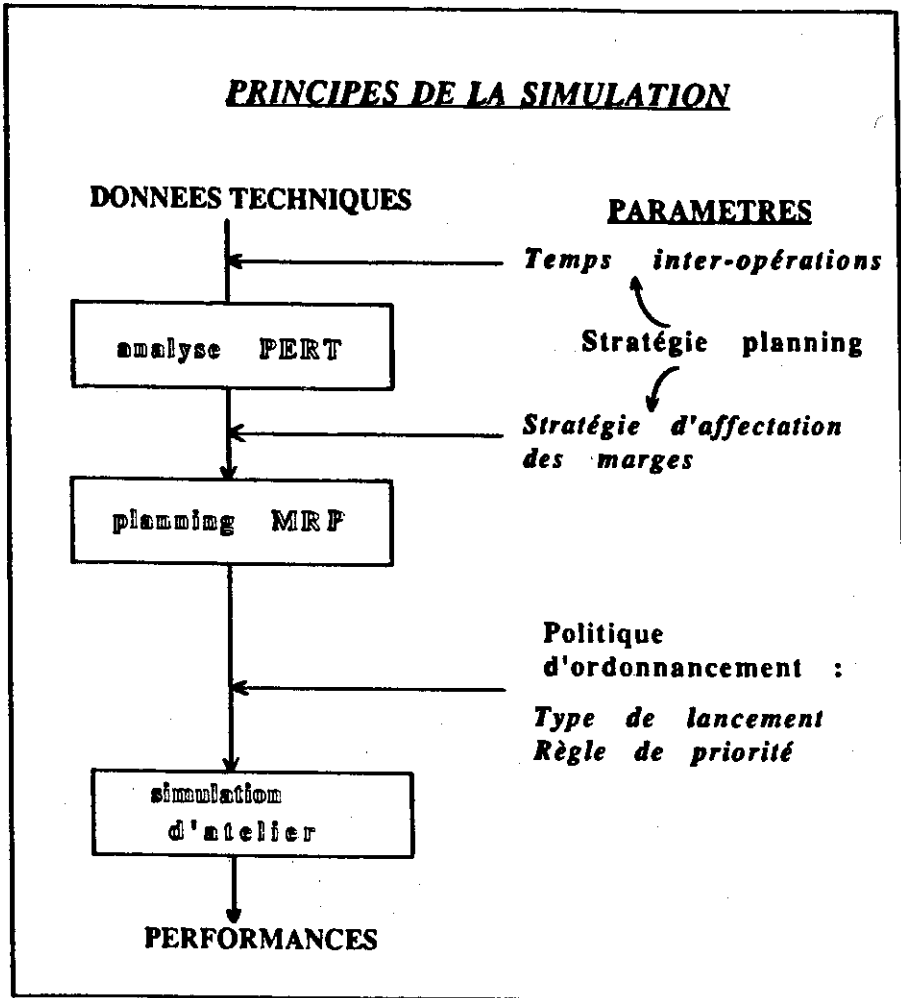 PRINCIPES DE LA SIMULATION
DONNEES TECHNIQUES
PARAMETRES
Temps inter-opérations
analyse PERT
Stratégie planning
Stratégie d'affectation
des marges
planning MRP
Politique
d'ordonnancement :
Type de lancement
Règle de priorité
simulation
d'atelier
PERFORMANCES